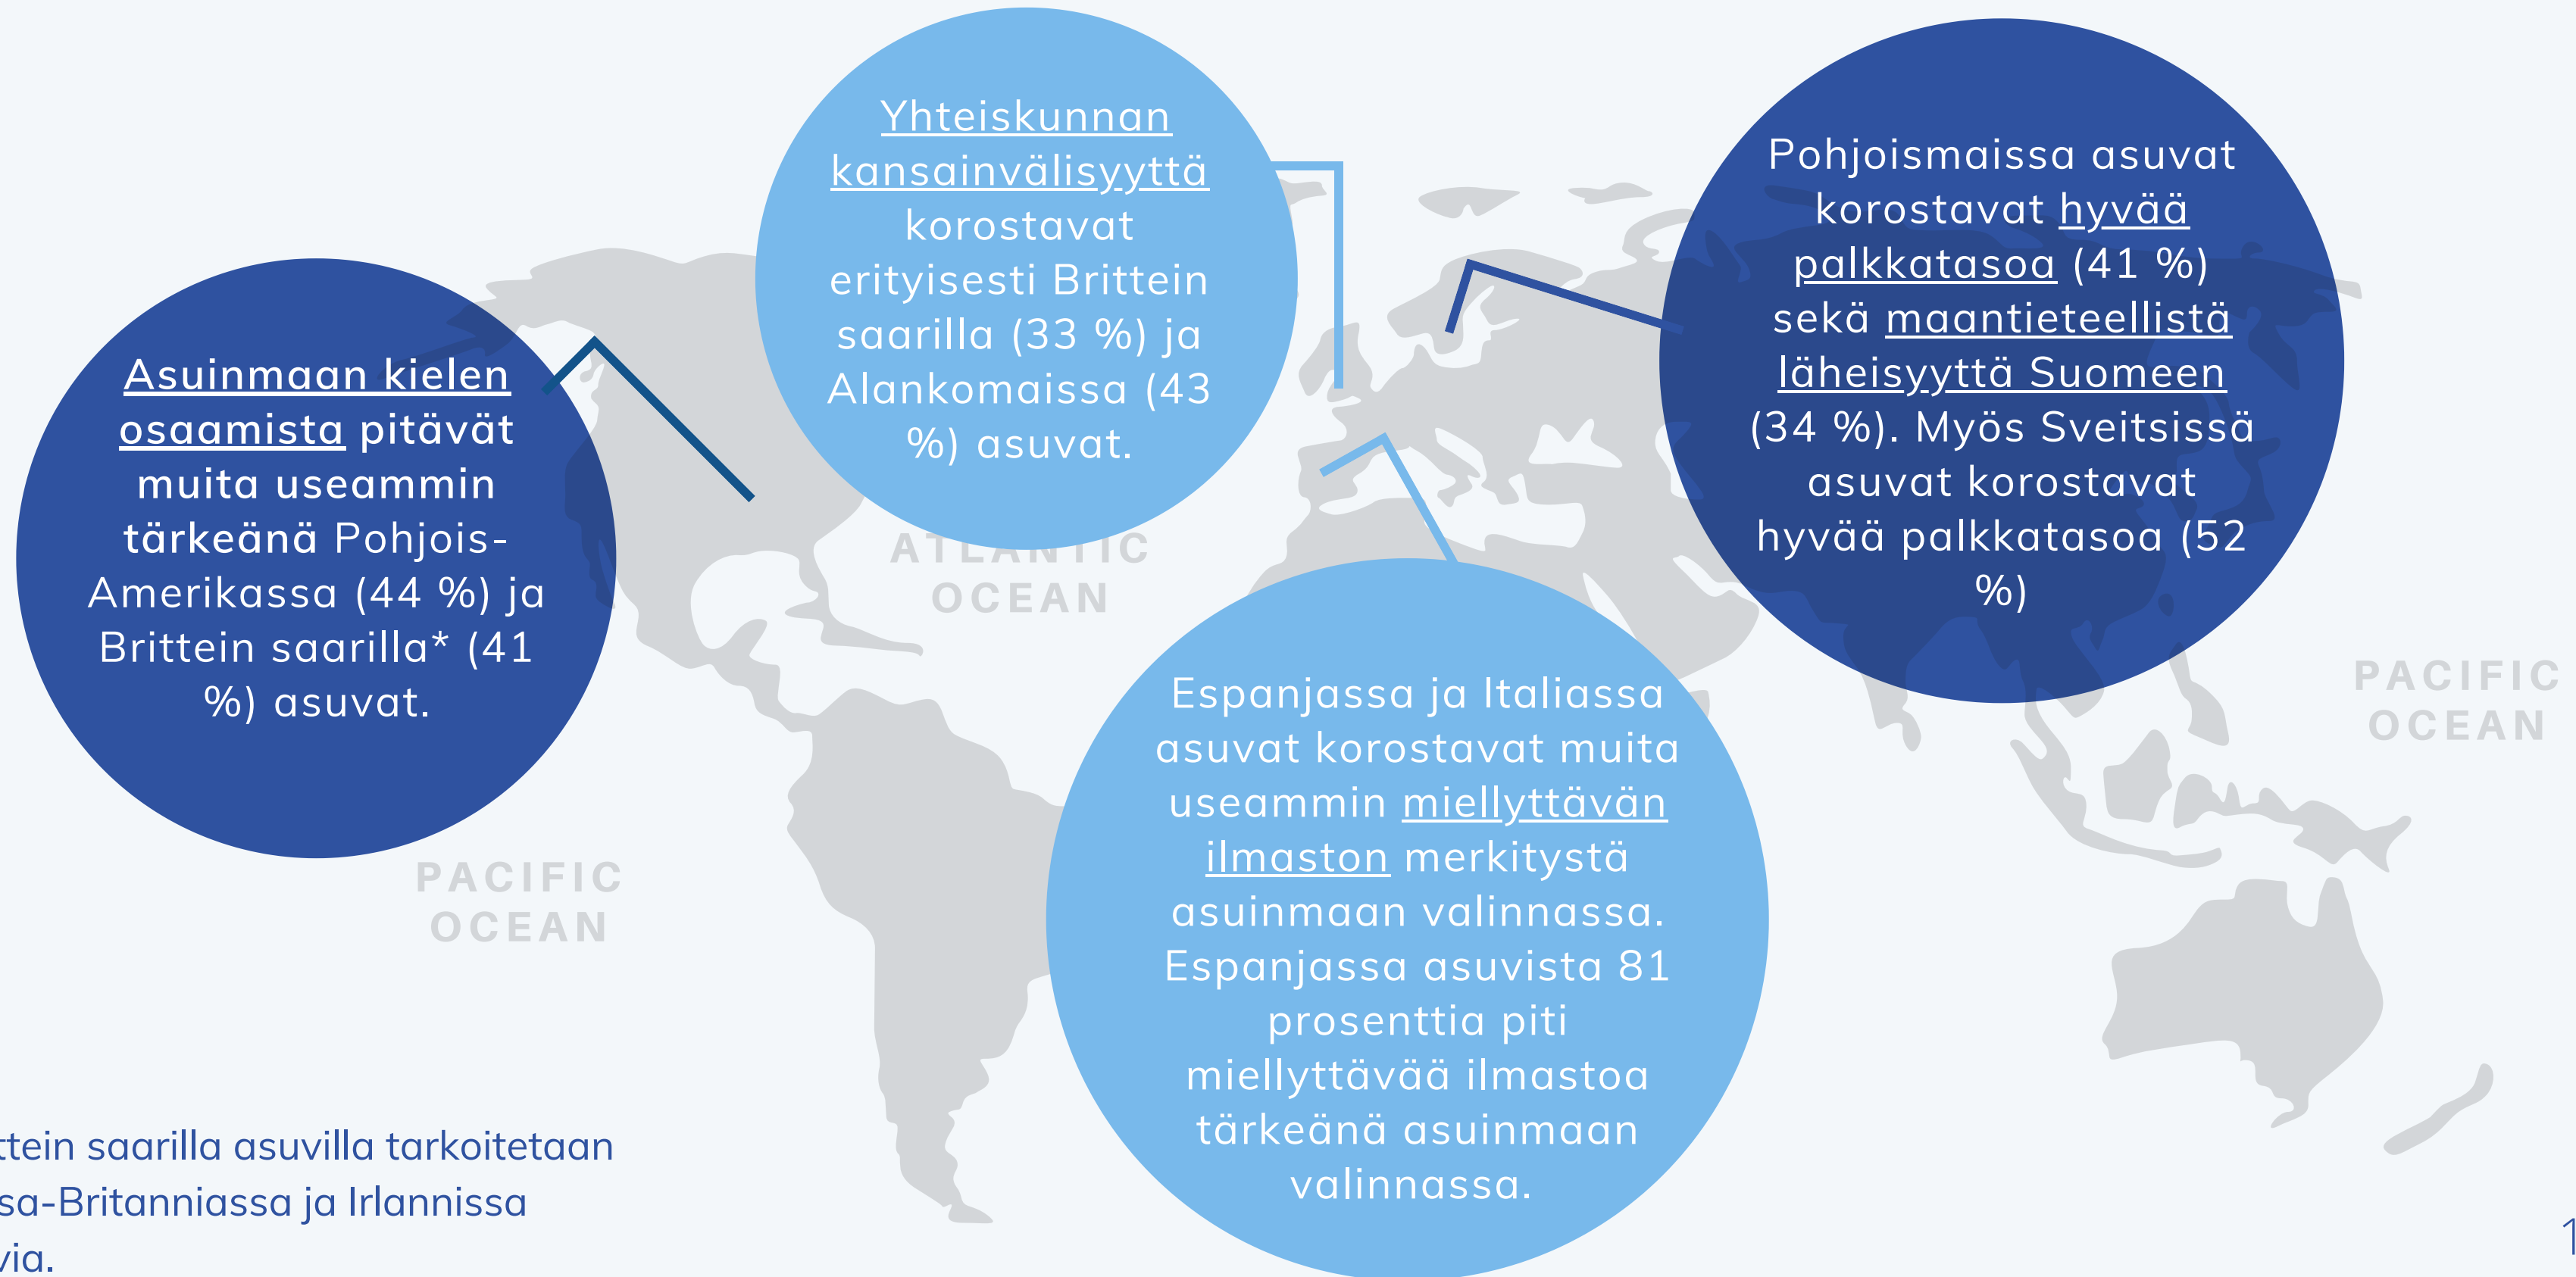 Yhteiskunnan
kansainvälisyyttä
korostavat
erityisesti Brittein
saarilla (33 %) ja
Alankomaissa (43
%) asuvat.
Pohjoismaissa asuvat
korostavat hyvää
palkkatasoa (41 %)
sekä maantieteellistä
läheisyyttä Suomeen
(34 %). Myös Sveitsissä
asuvat korostavat
hyvää palkkatasoa (52
%)
Asuinmaan kielen
osaamista pitävät
muita useammin
tärkeänä Pohjois-
Amerikassa (44 %) ja
Brittein saarilla* (41
%) asuvat.
ATLANTIC
OCEAN
Espanjassa ja Italiassa
asuvat korostavat muita
useammin miellyttävän
ilmaston merkitystä
asuinmaan valinnassa.
Espanjassa asuvista 81
prosenttia piti
miellyttävää ilmastoa
tärkeänä asuinmaan
valinnassa.
PACIFIC
OCEAN
PACIFIC
OCEAN
ttein saarilla asuvilla tarkoitetaan
sa-Britanniassa ja Irlannissa
via.
1